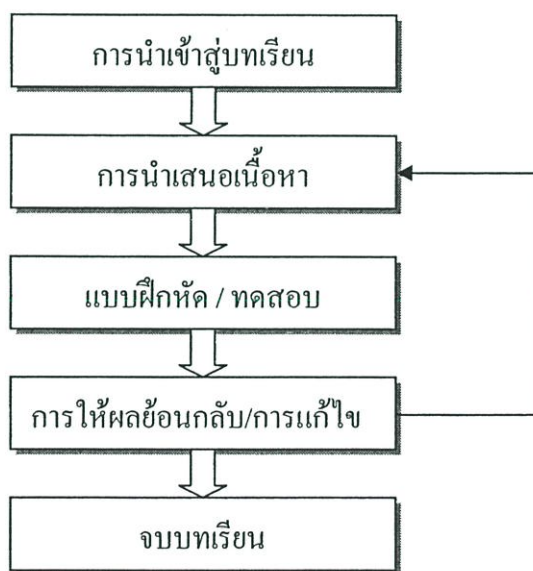 การนำเข้าสู่บทเรียน
การนำเสนอเนื้อหา
แบบฝึกหัด / ทดสอบ
การให้ผลย้อนกลับ/การแก้ไข
จบบทเรียน